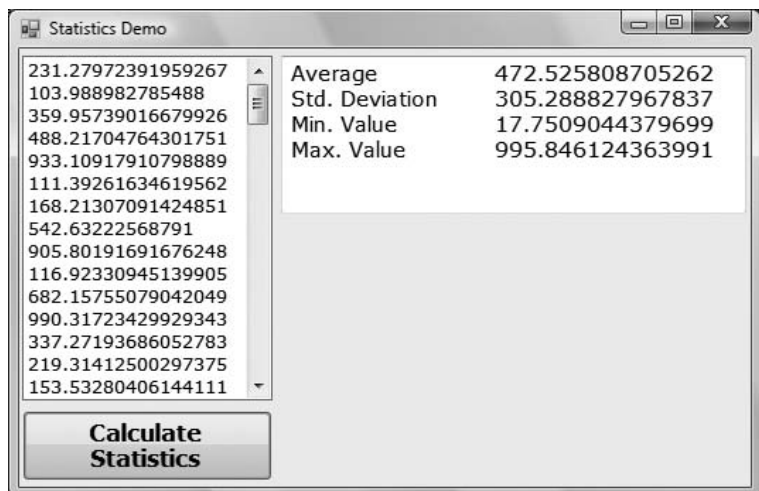 Statistics Demo
231.27972391959267
103.988982785488
359.95739016679926
488.21704764301751
933.10917910798889
111.39261634619562
168.21307091424851
542.63222568791
905.80191691676248
116.92330945139905
682.15755079042049
990.31723429929343
337.27193686052783
219.31412500297375
153.53280406144111
Average 472.525808705262
Std. Deviation 305.288827967837
Min. Value 17.7509044379699
Max. Value 995.846124363991
Calculate
Statistics